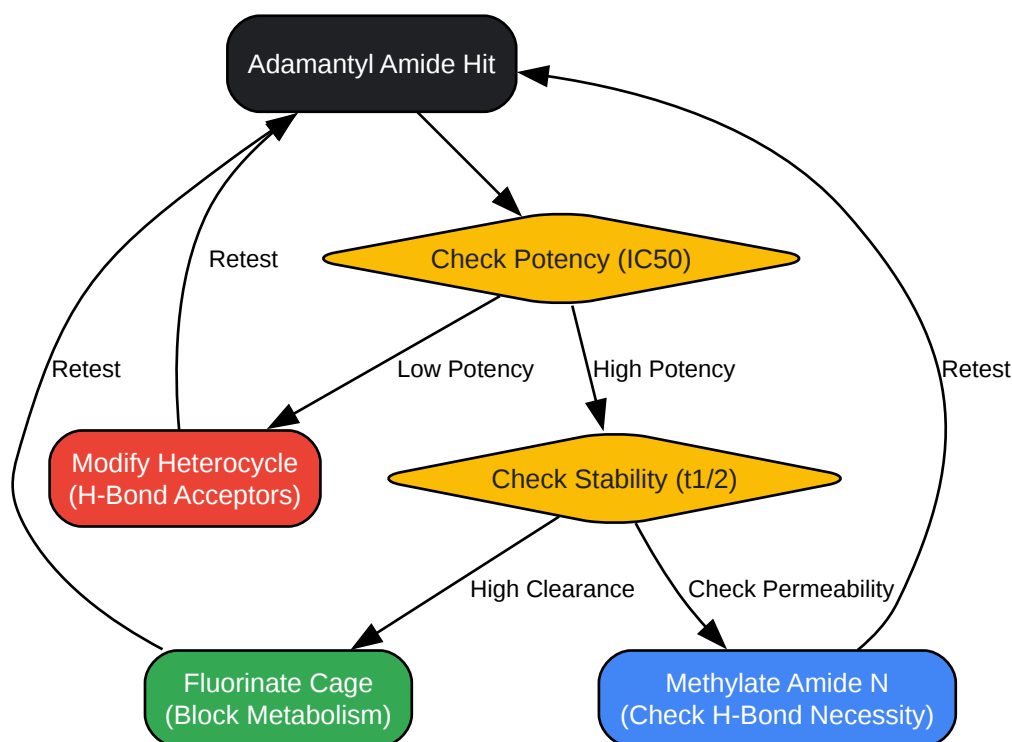 Adamantyl Amide Hit
Check Potency (IC50)
Retest
Retest
Low Potency
High Potency
Retest
Modify Heterocycle
(H-Bond Acceptors)
Check Stability (t1/2)
High Clearance
Check Permeability
Fluorinate Cage
(Block Metabolism)
Methylate Amide N
(Check H-Bond Necessity)